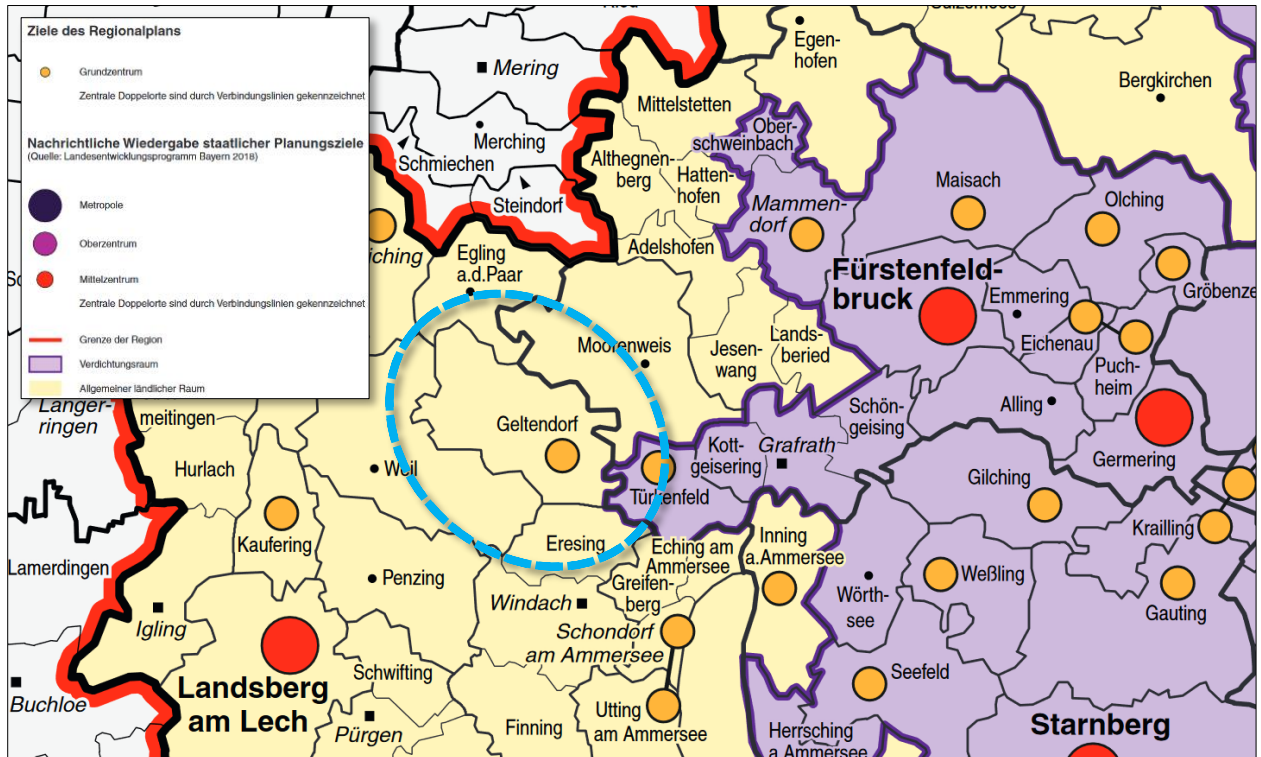 Ziele des Regionalplans
Grundzentrum
Zentrale Doppelorte sind durch Verbindungslinien gekennzeichnet
Nachrichtliche Wiedergabe staatlicher Planungsziele
(Quelle: Landesentwicklungsprogramm Bayern 2018)
Metropole
Oberzentrum
Mittelzentrum
Zentrale Doppelorte sind durch Verbindungslinien gekennzeichnet
Grenze der Region
Verdichtungsraum
Allgemeiner ländlicher Raum
Egen-
hofen
Mering
Bergkirchen
Mittelstetten
Merching
Ober-
schweinbach
Schmiechen
Althegnen-
berg
Hatten-
hofen
Maisach
Steindorf
Mammen-
dorf
Olching
Adelshofen
Egling
a.d.Paar
Fürstenfeld-
bruck
Emmering
Gröbenze
Moorenweis
Jesen-
wang
Lands-
beried
Eichenau
Puch-
heim
Langer-
ringen
meitingen
Geltendorf
Schön-
geising
Alling
Hurlach
Weil
Kott-
geisering
Grafrath
Germering
Türkenfeld
Gilching
Kaufering
Eresing
Eching am
Ammersee
Inning
a.Ammersee
Krailling
Lamerdingen
Penzing
Greifen-
berg
Wörth-
see
Weßling
Gauting
Igling
Windach
Schondorf
am Ammersee
Schwifting
Seefeld
Buchloe
Landsberg
am Lech
Pürgen
Finning
Utting
am Ammersee
Herrsching
a.Ammersee
Starnberg